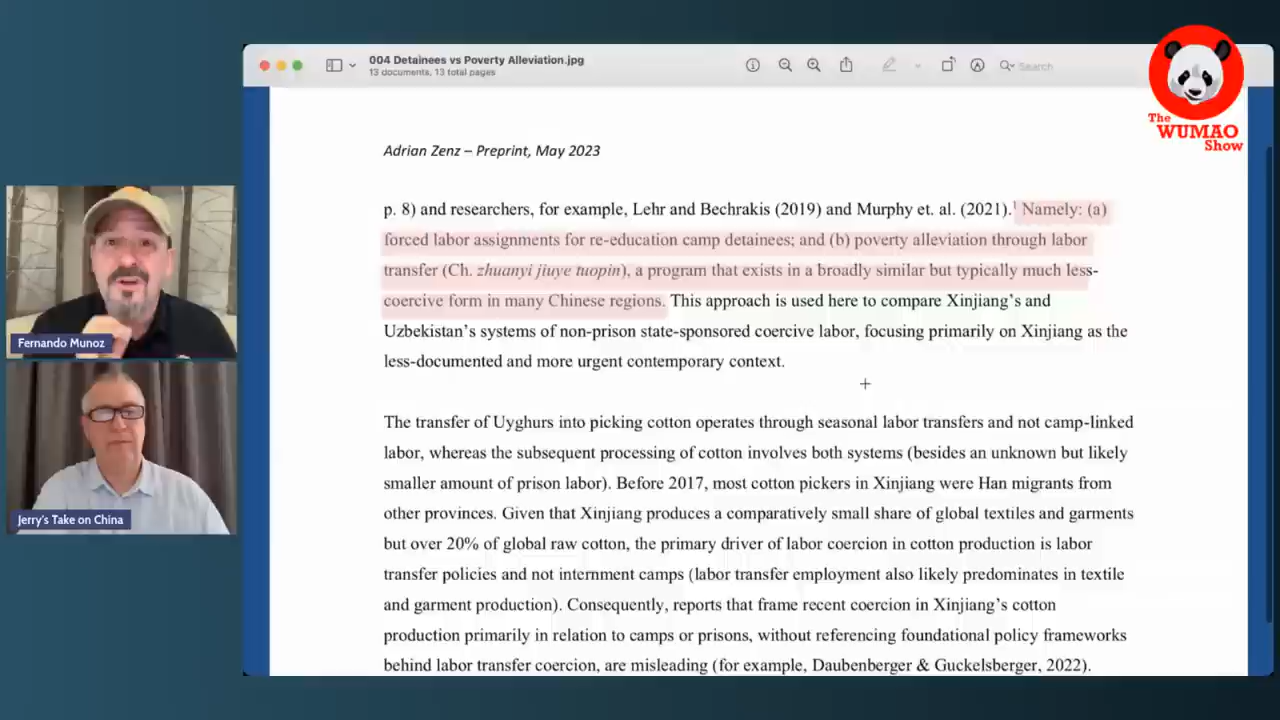 004 Detainees vs Poverty Alleviation.jpg
13 documents, 13 total pages
Search
The
WUMAO
Show
Adrian Zenz – Preprint, May 2023
p. 8) and researchers, for example, Lehr and Bechrakis (2019) and Murphy et. al. (2021).¹ Namely: (a)
forced labor assignments for re-education camp detainees; and (b) poverty alleviation through labor
transfer (Ch. zhuanyi jiuye tuopin), a program that exists in a broadly similar but typically much less-
coercive form in many Chinese regions. This approach is used here to compare Xinjiang’s and
Uzbekistan’s systems of non-prison state-sponsored coercive labor, focusing primarily on Xinjiang as the
less-documented and more urgent contemporary context.
The transfer of Uyghurs into picking cotton operates through seasonal labor transfers and not camp-linked
labor, whereas the subsequent processing of cotton involves both systems (besides an unknown but likely
smaller amount of prison labor). Before 2017, most cotton pickers in Xinjiang were Han migrants from
other provinces. Given that Xinjiang produces a comparatively small share of global textiles and garments
but over 20% of global raw cotton, the primary driver of labor coercion in cotton production is labor
transfer policies and not internment camps (labor transfer employment also likely predominates in textile
and garment production). Consequently, reports that frame recent coercion in Xinjiang’s cotton
production primarily in relation to camps or prisons, without referencing foundational policy frameworks
behind labor transfer coercion, are misleading (for example, Daubenberger & Guckelsberger, 2022).
Fernando Munoz
Jerry's Take on China